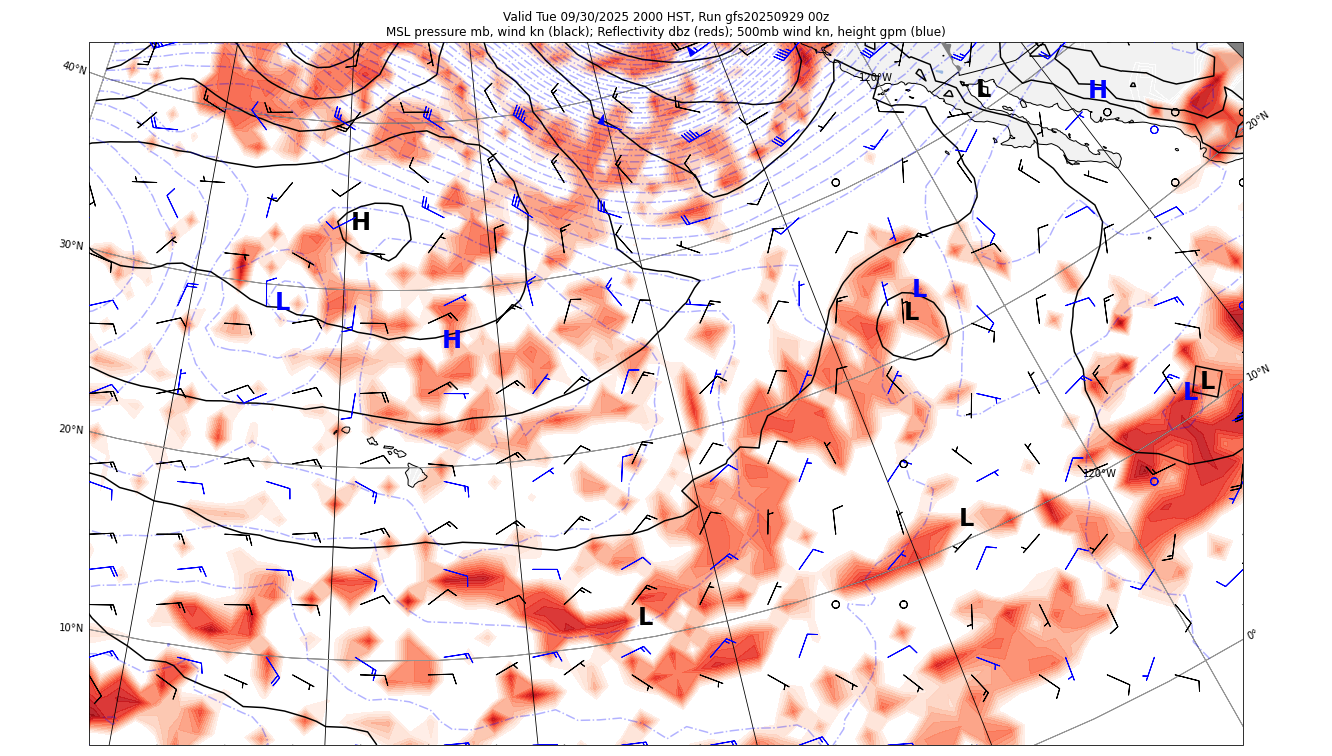 Valid Tue 09/30/2025 2000 HST, Run gfs20250929 00z
MSL pressure mb, wind kn (black); Reflectivity dbz (reds); 500mb wind kn, height gpm (blue)
40°N
120°W
L
H
20°N
H
30°N
L
L
L
H
10°N
L
L
20°N
120°W
L
L
10°N
0°